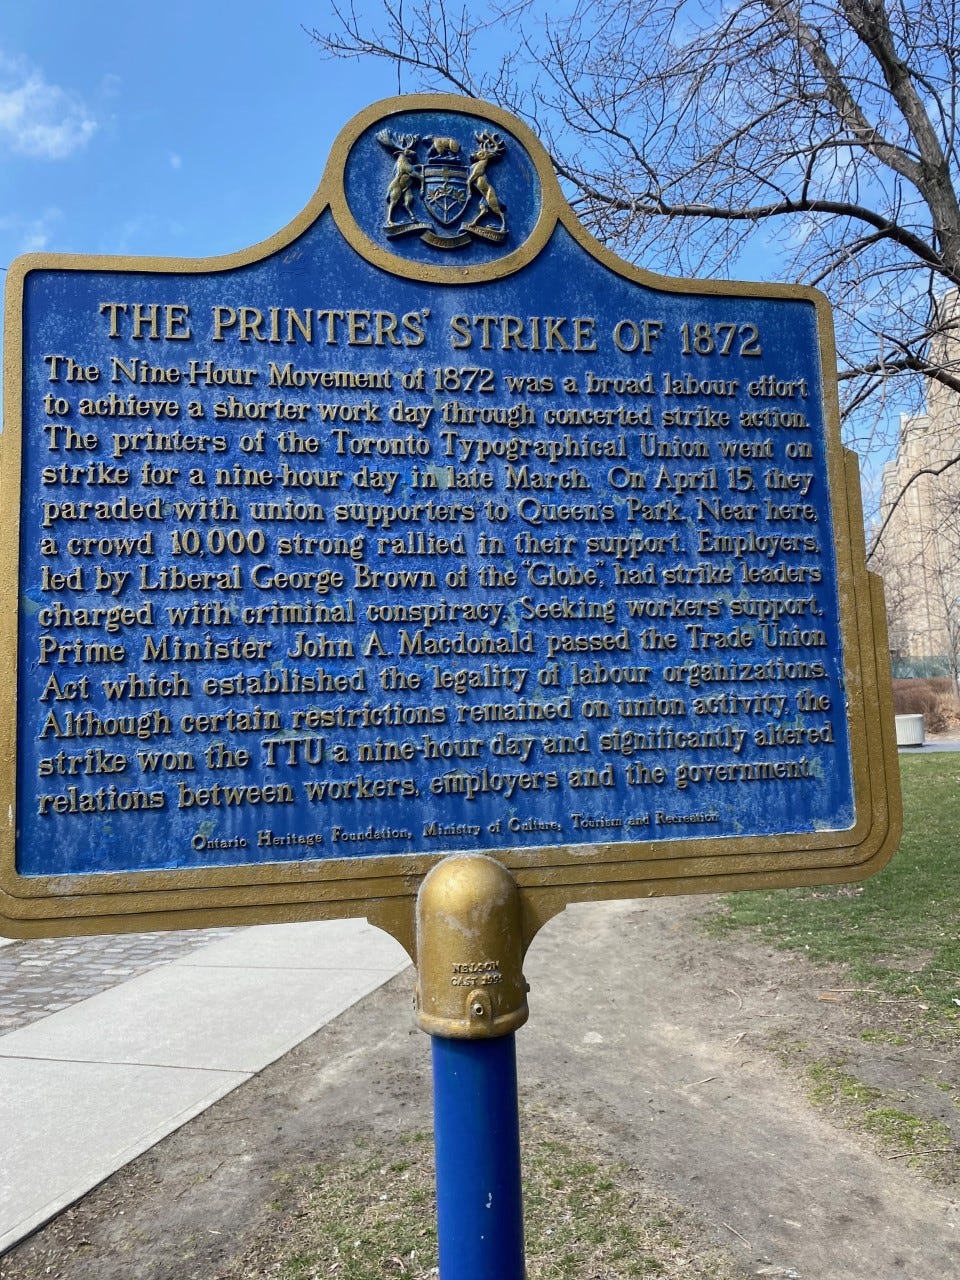 THE PRINTERS' STRIKE OF 1872
The Nine-Hour Movement of 1872 was a broad labour effort
to achieve a shorter work day through concerted strike action.
The printers of the Toronto Typographical Union went on
strike for a nine-hour day in late March. On April 15, they
paraded with union supporters to Queen's Park. Near here,
a crowd 10,000 strong rallied in their support. Employers,
led by Liberal George Brown of the "Globe", had strike leaders
charged with criminal conspiracy. Seeking workers' support,
Prime Minister John A. Macdonald passed the Trade Union
Act which established the legality of labour organizations.
Although certain restrictions remained on union activity, the
strike won the TTU a nine-hour day and significantly altered
relations between workers, employers and the government.
Ontario Heritage Foundation, Ministry of Culture, Tourism and Recreation
NELSON
CAST